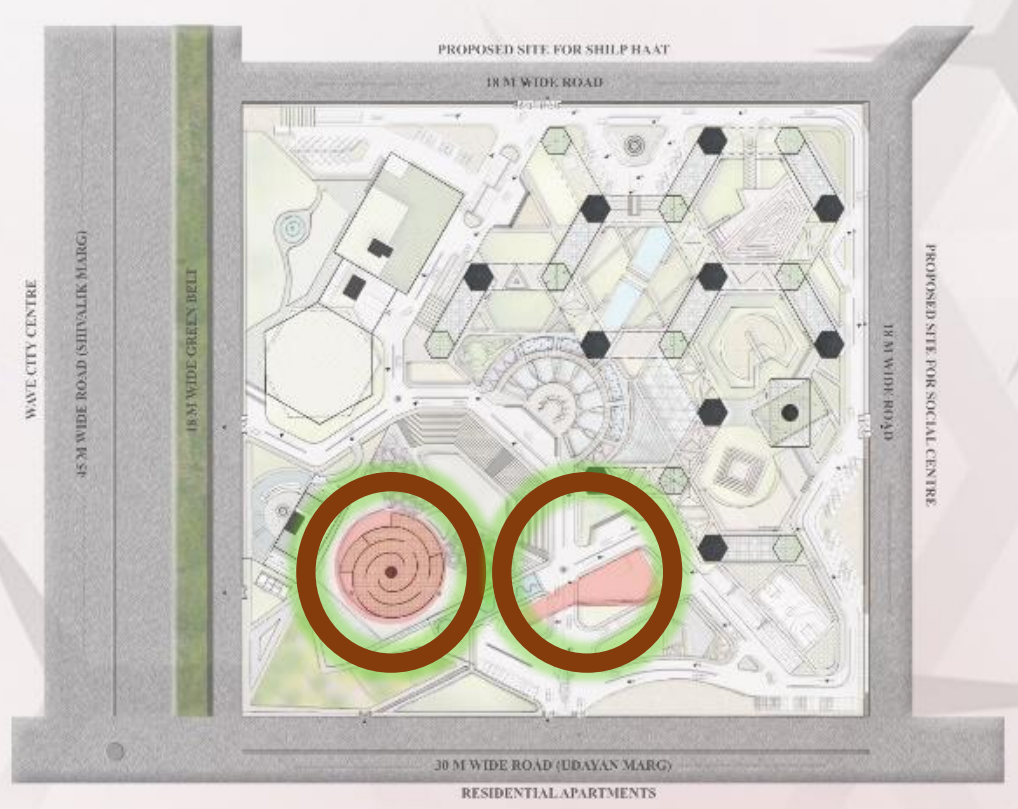 PROPOSED SITE FOR SHILP HAAT
18 M WIDE ROAD
WAVE CITY CENTRE
45 M WIDE ROAD (SHIVALIK MARG)
18 M WIDE GREEN BELT
18 M WIDE ROAD
PROPOSED SITE FOR SOCIAL CENTRE
30 M WIDE ROAD (UDAYAN MARG)
RESIDENTIAL APARTMENTS